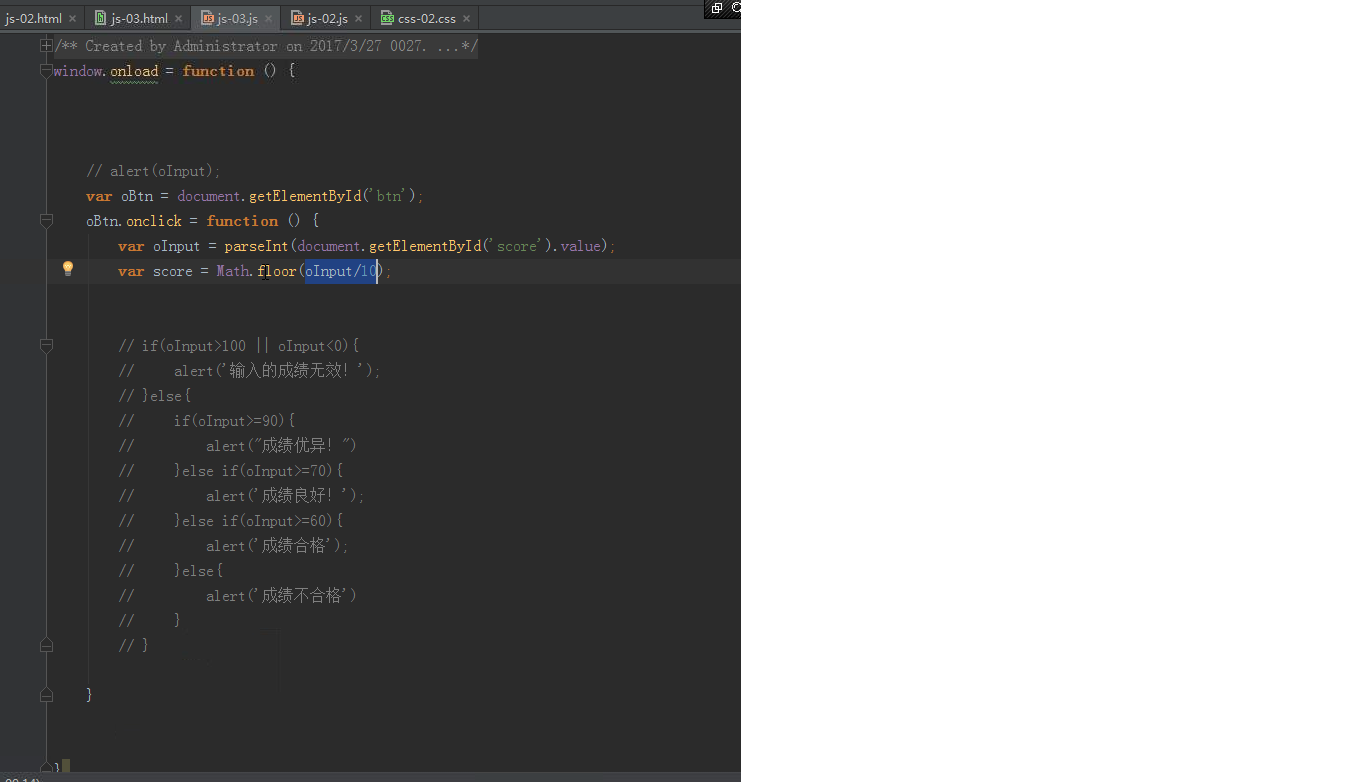 js-02.html × js-03.html × js-03.js × js-02.js × css-02.css ×
/** Created by Administrator on 2017/3/27 0027. ...*/
window.onload = function () {
// alert(oInput);
var oBtn = document.getElementById('btn');
oBtn.onclick = function () {
var oInput = parseInt(document.getElementById('score').value);
var score = Math.floor(oInput/10);
// if(oInput>100 || oInput<0){
// alert('输入的成绩无效! ');
// }else{
// if(oInput>=90){
// alert("成绩优异! ")
// }else if(oInput>=70){
// alert('成绩良好! ');
// }else if(oInput>=60){
// alert('成绩合格');
// }else{
// alert('成绩不合格')
// }
// }
}
}